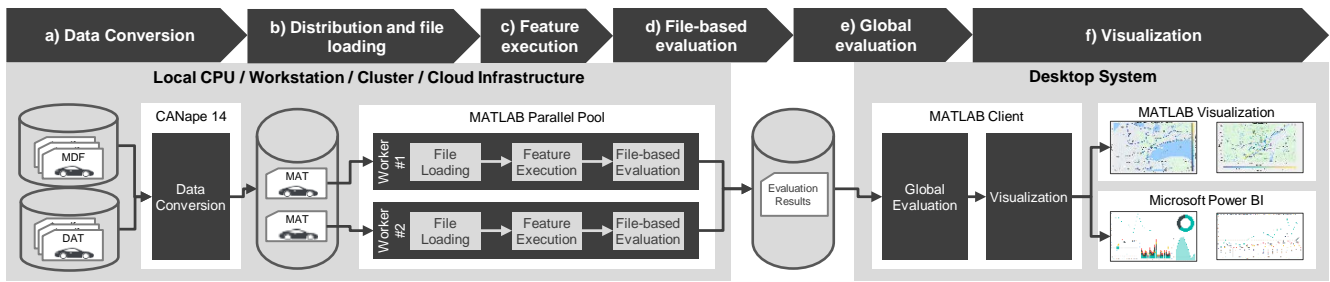 a) Data Conversion
b) Distribution and file
loading
c) Feature
execution
d) File-based
evaluation
e) Global
evaluation
f) Visualization
Local CPU / Workstation / Cluster / Cloud Infrastructure
Desktop System
MDF
DAT
CANape 14
Data
Conversion
MAT
MAT
MATLAB Parallel Pool
Worker
#1
File
Loading
Feature
Execution
File-based
Evaluation
Worker
#2
File
Loading
Feature
Execution
File-based
Evaluation
Evaluation
Results
MATLAB Client
Global
Evaluation
Visualization
MATLAB Visualization
Microsoft Power BI